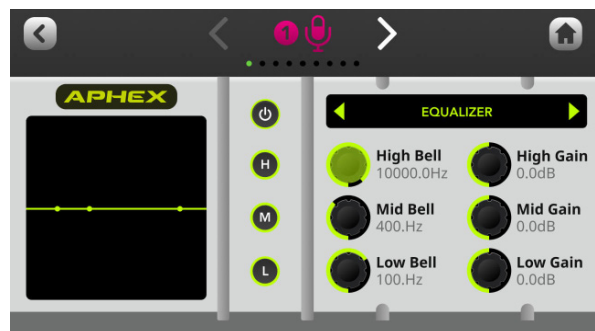 1
APHEX
EQUALIZER
H
M
L
High Bell
10000.0Hz
High Gain
0.0dB
Mid Bell
400.Hz
Mid Gain
0.0dB
Low Bell
100.Hz
Low Gain
0.0dB